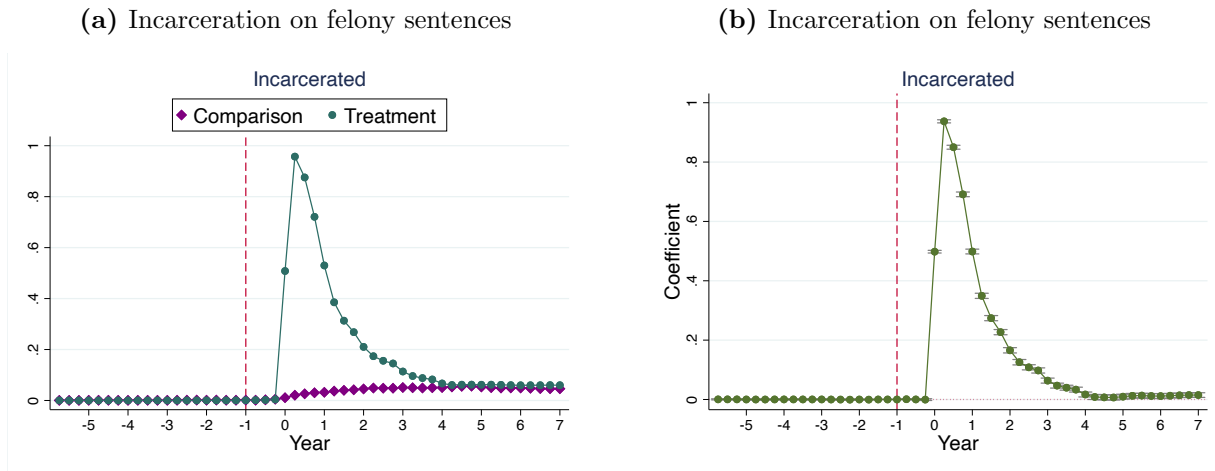 (a) Incarceration on felony sentences
Incarcerated
Comparison Treatment
1
.8
.6
.4
.2
0
-5 -4 -3 -2 -1 0 1 2 3 4 5 6 7
Year
(b) Incarceration on felony sentences
Incarcerated
Coefficient
1
.8
.6
.4
.2
0
-5 -4 -3 -2 -1 0 1 2 3 4 5 6 7
Year